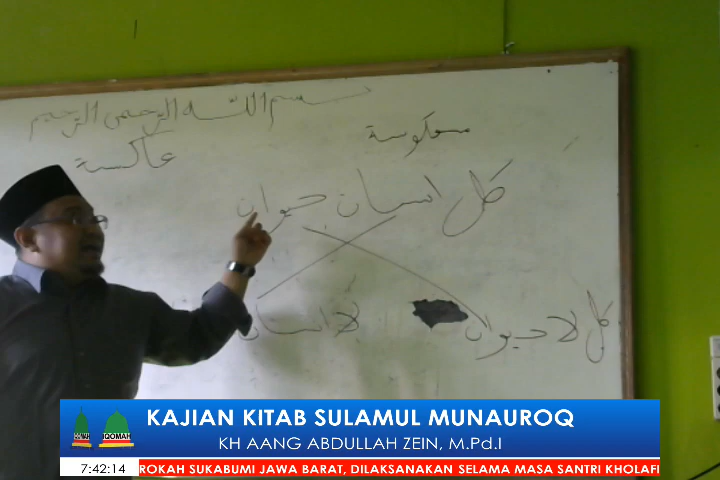 بسم الله الرحمن الرحيم
معكوسة
عاكسة
كل انسان حيوان
كل لا حيوان لا انسان
KAJIAN KITAB SULAMUL MUNAUROQ
KH AANG ABDULLAH ZEIN, M.Pd.I
IQOMAH
7:42:14 ROKAH SUKABUMI JAWA BARAT, DILAKSANAKAN SELAMA MASA SANTRI KHOLAFI